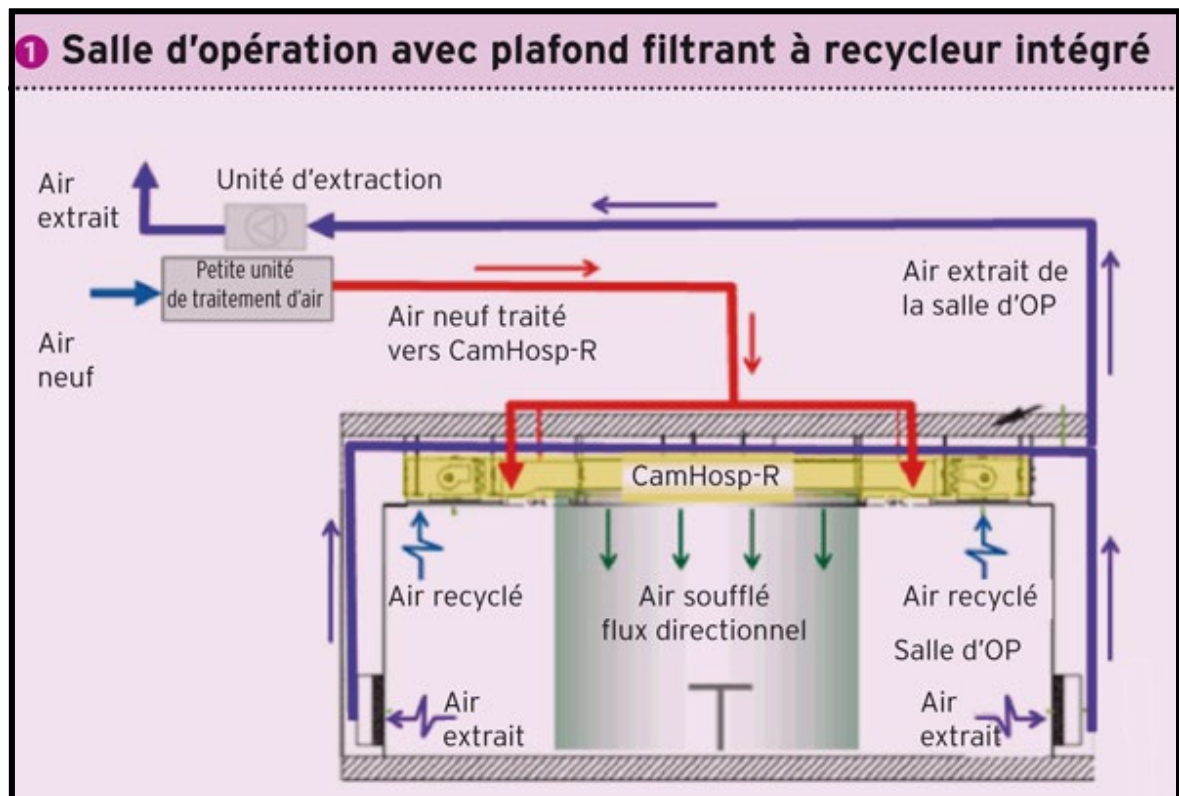 1 Salle d'opération avec plafond filtrant à recycleur intégré
Air
extrait
Unité d'extraction
Petite unité
de traitement d'air
Air
neuf
Air neuf traité
vers CamHosp-R
Air extrait de
la salle d'OP
CamHosp-R
Air recyclé
Air soufflé
flux directionnel
Air recyclé
Salle d'OP
Air
extrait
Air
extrait